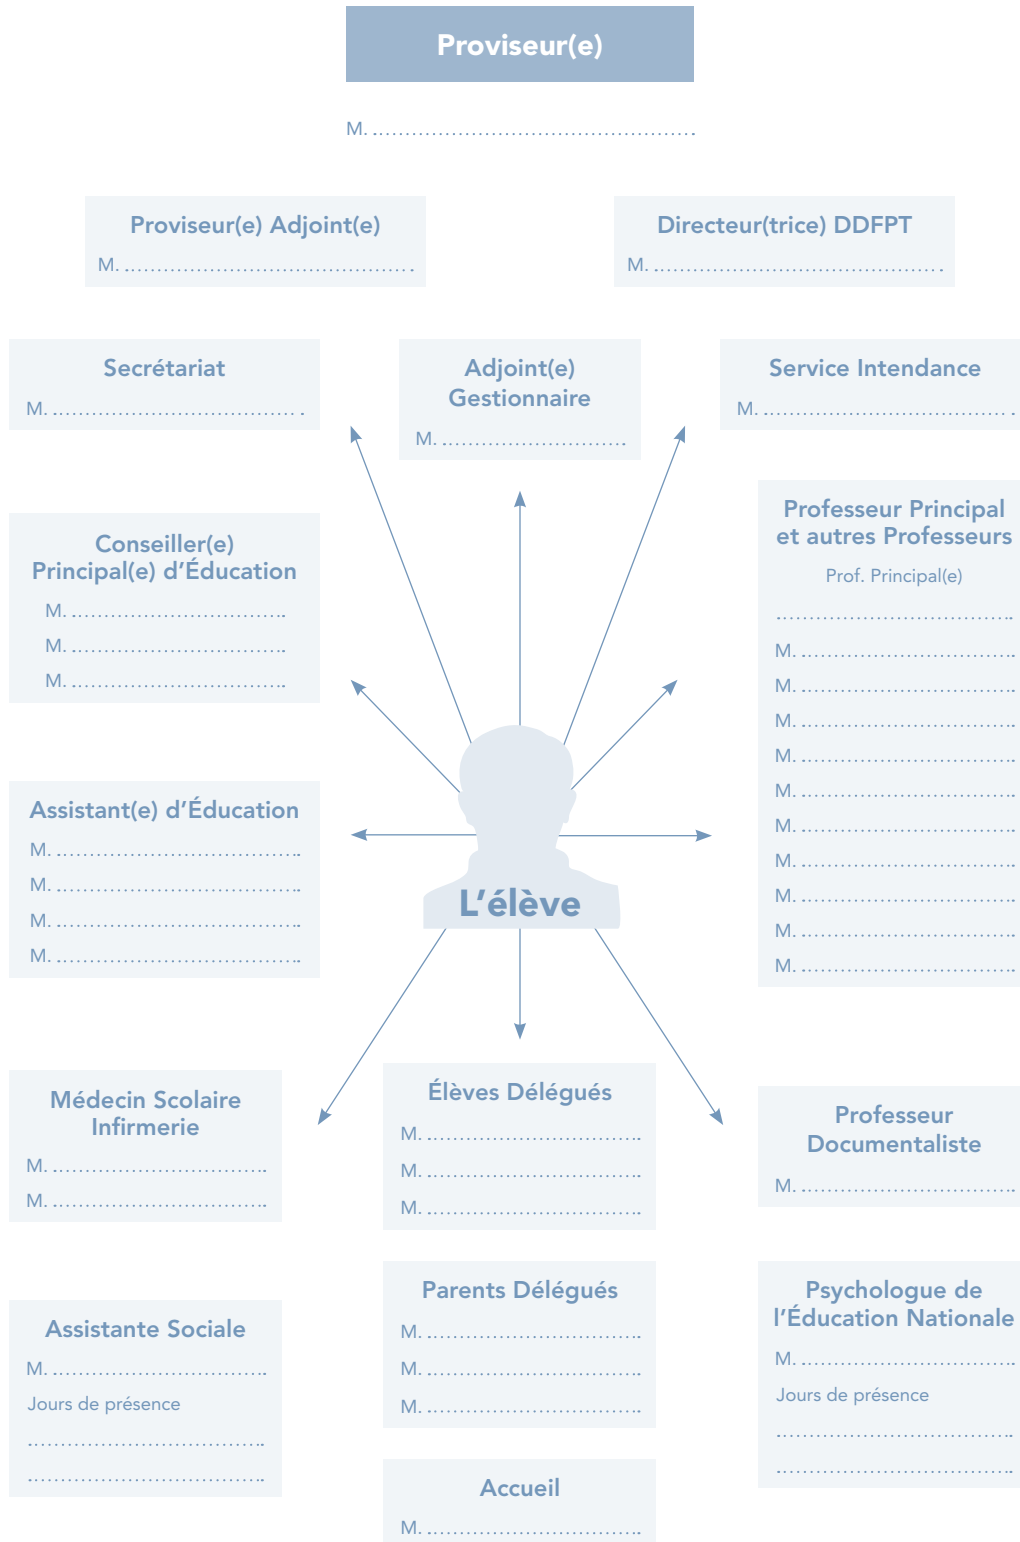 Proviseur(e)
M. ................................................
Proviseur(e) Adjoint(e)
M. ................................................
Directeur(trice) DDFPT
M. ................................................
Secrétariat
M. ................................................
Adjoint(e)
Gestionnaire
M. ................................................
Service Intendance
M. ................................................
Conseiller(e)
Principal(e) d’Éducation
M. ................................................
M. ................................................
M. ................................................
Professeur Principal
et autres Professeurs
Prof. Principal(e)
................................................
M. ................................................
M. ................................................
M. ................................................
M. ................................................
M. ................................................
M. ................................................
M. ................................................
M. ................................................
M. ................................................
M. ................................................
Assistant(e) d’Éducation
M. ................................................
M. ................................................
M. ................................................
M. ................................................
L’élève
Médecin Scolaire
Infirmerie
M. ................................................
M. ................................................
Élèves Délégués
M. ................................................
M. ................................................
M. ................................................
Professeur
Documentaliste
M. ................................................
Assistante Sociale
M. ................................................
Jours de présence
................................................
................................................
Parents Délégués
M. ................................................
M. ................................................
M. ................................................
Psychologue de
l’Éducation Nationale
M. ................................................
Jours de présence
................................................
................................................
Accueil
M. ................................................